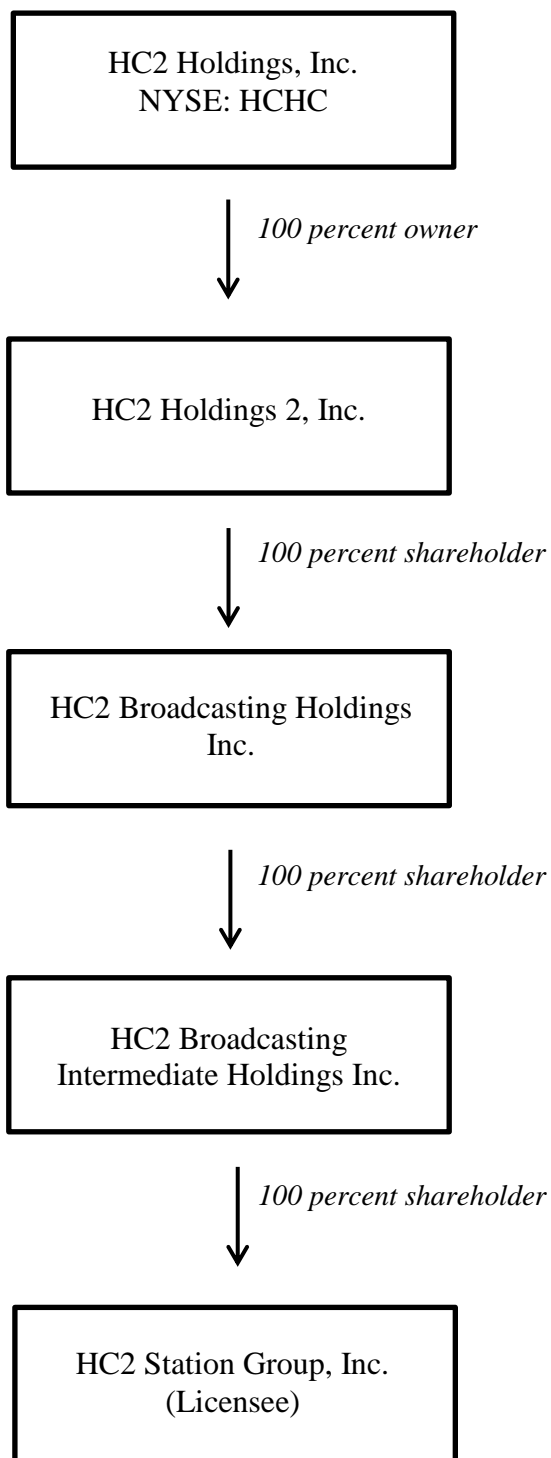 HC2 Holdings, Inc.
NYSE: HCHC
100 percent owner
HC2 Holdings 2, Inc.
100 percent shareholder
HC2 Broadcasting Holdings
Inc.
100 percent shareholder
HC2 Broadcasting
Intermediate Holdings Inc.
100 percent shareholder
HC2 Station Group, Inc.
(Licensee)